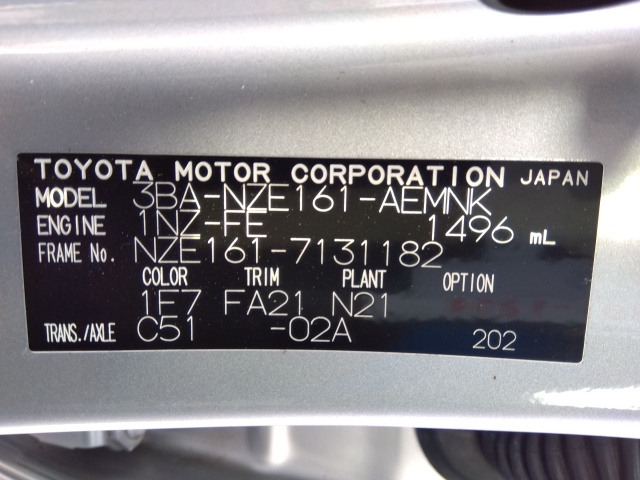 TOYOTA MOTOR CORPORATION JAPAN
MODEL 3BA-NZE161-AEMNK
ENGINE 1NZ-FE 1496 mL
FRAME No. NZE161-7131182
COLOR TRIM PLANT OPTION
1F7 FA21 N21
TRANS./AXLE C51 -02A 202